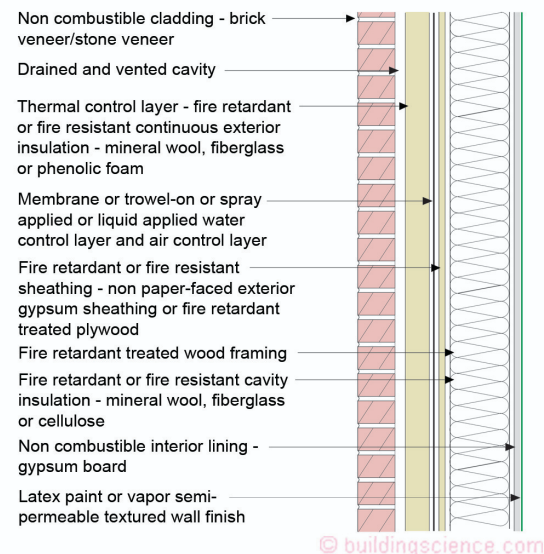 Non combustible cladding - brick
veneer/stone veneer
Drained and vented cavity
Thermal control layer - fire retardant
or fire resistant continuous exterior
insulation - mineral wool, fiberglass
or phenolic foam
Membrane or trowel-on or spray
applied or liquid applied water
control layer and air control layer
Fire retardant or fire resistant
sheathing - non paper-faced exterior
gypsum sheathing or fire retardant
treated plywood
Fire retardant treated wood framing
Fire retardant or fire resistant cavity
insulation - mineral wool, fiberglass
or cellulose
Non combustible interior lining -
gypsum board
Latex paint or vapor semi-
permeable textured wall finish
© buildingscience.com